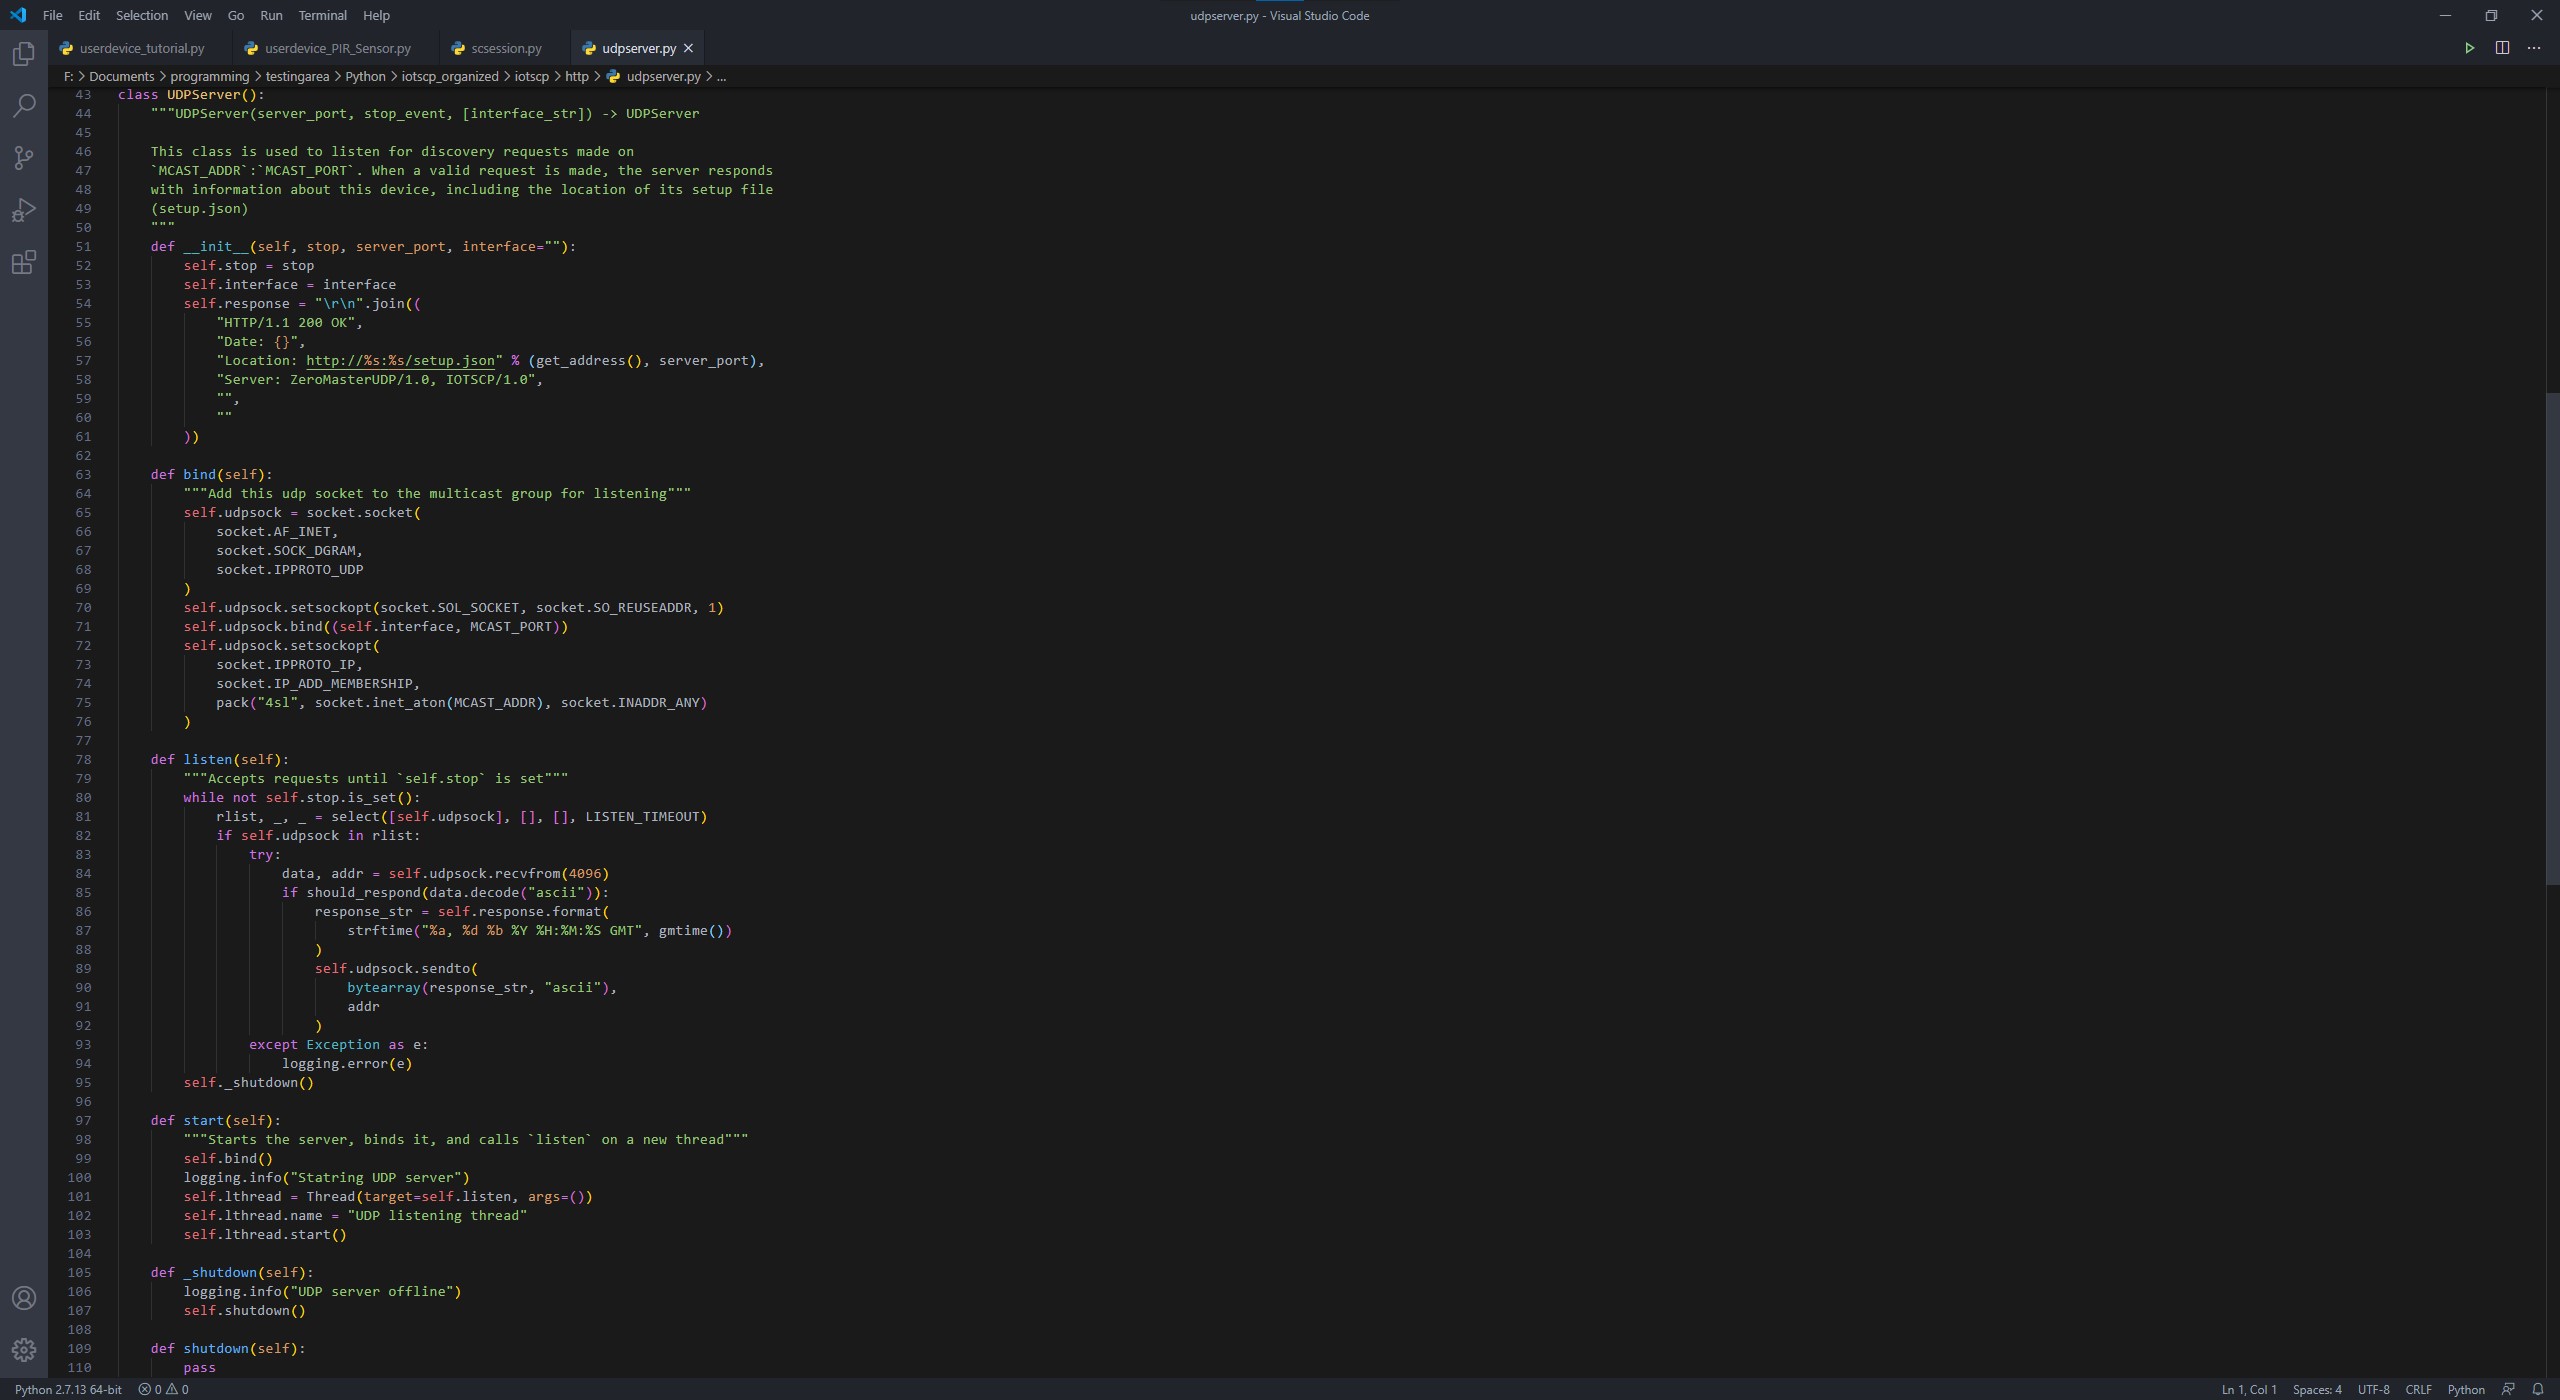 File Edit Selection View Go Run Terminal Help
udpserver.py - Visual Studio Code
userdevice_tutorial.py userdevice_PIR_Sensor.py scsession.py udpserver.py
F: > Documents > programming > testingarea > Python > iotscp_organized > iotscp > http > udpserver.py > ...
43 class UDPServer():
44     """UDPServer(server_port, stop_event, [interface_str]) -> UDPServer
45
46     This class is used to listen for discovery requests made on
47     `MCAST_ADDR`:`MCAST_PORT`. When a valid request is made, the server responds
48     with information about this device, including the location of its setup file
49     (setup.json)
50     """
51     def __init__(self, stop, server_port, interface=""):
52         self.stop = stop
53         self.interface = interface
54         self.response = "\r\n".join((
55             "HTTP/1.1 200 OK",
56             "Date: {}",
57             "Location: http://%s:%s/setup.json" % (get_address(), server_port),
58             "Server: ZeroMasterUDP/1.0, IOTSCP/1.0",
59             "",
60             ""
61         ))
62
63     def bind(self):
64         """Add this udp socket to the multicast group for listening"""
65         self.udpsock = socket.socket(
66             socket.AF_INET,
67             socket.SOCK_DGRAM,
68             socket.IPPROTO_UDP
69         )
70         self.udpsock.setsockopt(socket.SOL_SOCKET, socket.SO_REUSEADDR, 1)
71         self.udpsock.bind((self.interface, MCAST_PORT))
72         self.udpsock.setsockopt(
73             socket.IPPROTO_IP,
74             socket.IP_ADD_MEMBERSHIP,
75             pack("4sl", socket.inet_aton(MCAST_ADDR), socket.INADDR_ANY)
76         )
77
78     def listen(self):
79         """Accepts requests until `self.stop` is set"""
80         while not self.stop.is_set():
81             rlist, _, _ = select([self.udpsock], [], [], LISTEN_TIMEOUT)
82             if self.udpsock in rlist:
83                 try:
84                     data, addr = self.udpsock.recvfrom(4096)
85                     if should_respond(data.decode("ascii")):
86                         response_str = self.response.format(
87                             strftime("%a, %d %b %Y %H:%M:%S GMT", gmtime())
88                         )
89                         self.udpsock.sendto(
90                             bytearray(response_str, "ascii"),
91                             addr
92                         )
93                 except Exception as e:
94                     logging.error(e)
95         self._shutdown()
96
97     def start(self):
98         """Starts the server, binds it, and calls `listen` on a new thread"""
99         self.bind()
100         logging.info("Statring UDP server")
101         self.lthread = Thread(target=self.listen, args=())
102         self.lthread.name = "UDP listening thread"
103         self.lthread.start()
104
105     def _shutdown(self):
106         logging.info("UDP server offline")
107         self.shutdown()
108
109     def shutdown(self):
110         pass
Python 2.7.13 64-bit 0 0 Ln 1, Col 1 Spaces: 4 UTF-8 CRLF Python